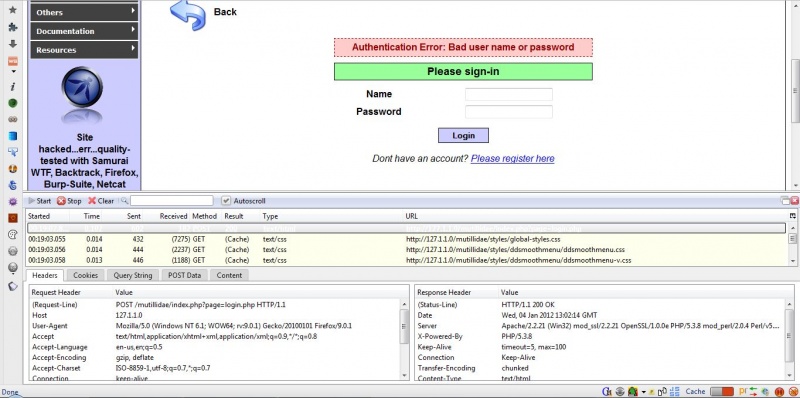 Others
Documentation
Resources
Site
hacked...err...quality-
tested with Samurai
WTF, Backtrack, Firefox,
Burp-Suite, Netcat
Back
Authentication Error: Bad user name or password
Please sign-in
Name
Password
Login
Dont have an account? Please register here
Start Stop Clear Autoscroll
Started Time Sent Received Method Result Type URL
00:19:03.055 0.014 432 (7275) GET (Cache) text/css http://127.1.1.0/mutillidae/styles/global-styles.css
00:19:03.056 0.014 444 (2237) GET (Cache) text/css http://127.1.1.0/mutillidae/styles/ddsmoothmenu/ddsmoothmenu.css
00:19:03.058 0.013 446 (1188) GET (Cache) text/css http://127.1.1.0/mutillidae/styles/ddsmoothmenu/ddsmoothmenu-v.css
Headers Cookies Query String POST Data Content
Request Header Value
(Request-Line) POST /mutillidae/index.php?page=login.php HTTP/1.1
Host 127.1.1.0
User-Agent Mozilla/5.0 (Windows NT 6.1; WOW64; rv:9.0.1) Gecko/20100101 Firefox/9.0.1
Accept text/html,application/xhtml+xml,application/xml;q=0.9,*/*;q=0.8
Accept-Language en-us,en;q=0.5
Accept-Encoding gzip, deflate
Accept-Charset ISO-8859-1,utf-8;q=0.7,*;q=0.7
Connection keep-alive
Response Header Value
(Status-Line) HTTP/1.1 200 OK
Date Wed, 04 Jan 2012 13:02:14 GMT
Server Apache/2.2.21 (Win32) mod_ssl/2.2.21 OpenSSL/1.0.0e PHP/5.3.8 mod_perl/2.0.4 Perl/v5....
X-Powered-By PHP/5.3.8
Keep-Alive timeout=5, max=100
Connection Keep-Alive
Transfer-Encoding chunked
Content-Type text/html
Done
Cache